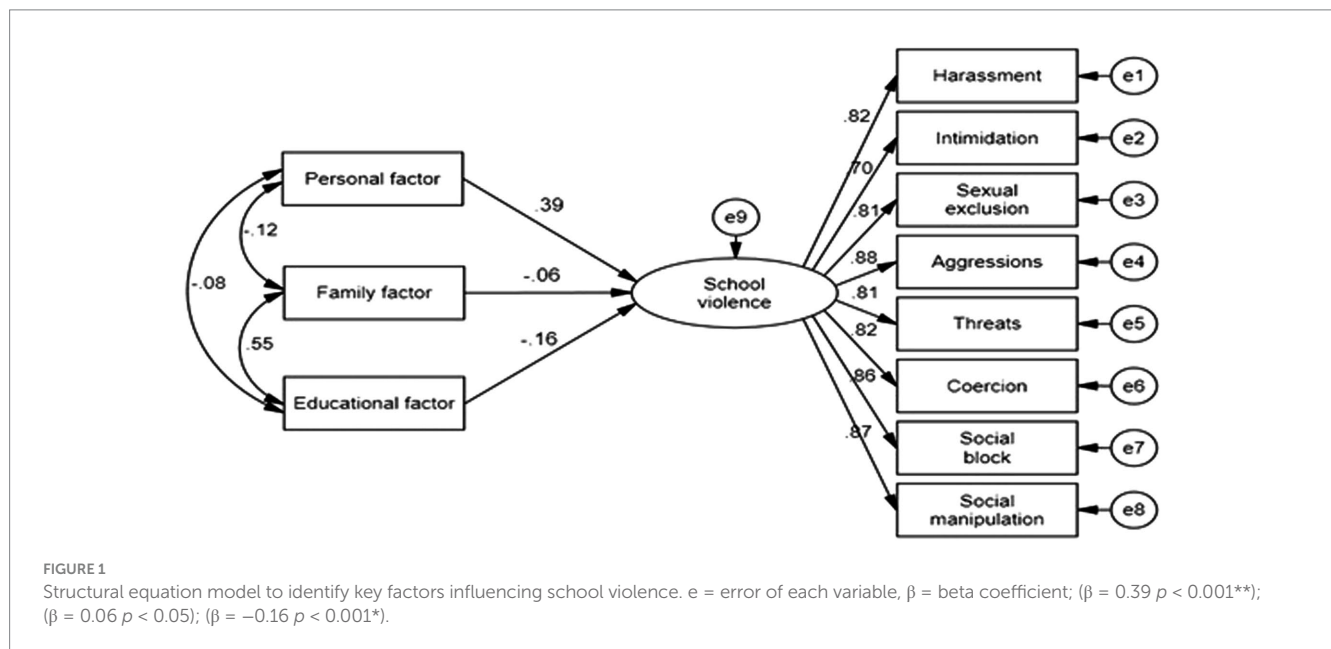 Harassment
e1
.82
Intimidation
e2
.70
Personal factor
Sexual
exclusion
e3
.81
.39
e9
-.12
Aggressions
e4
.88
-.08
Family factor
-.06
School
violence
.81
Threats
e5
.82
.55
-.16
Coercion
e6
.86
Educational factor
Social
block
e7
.87
Social
manipulation
e8
FIGURE 1
Structural equation model to identify key factors influencing school violence. e = error of each variable, β = beta coefficient; (β = 0.39 p < 0.001**);
(β = 0.06 p < 0.05); (β = −0.16 p < 0.001*).